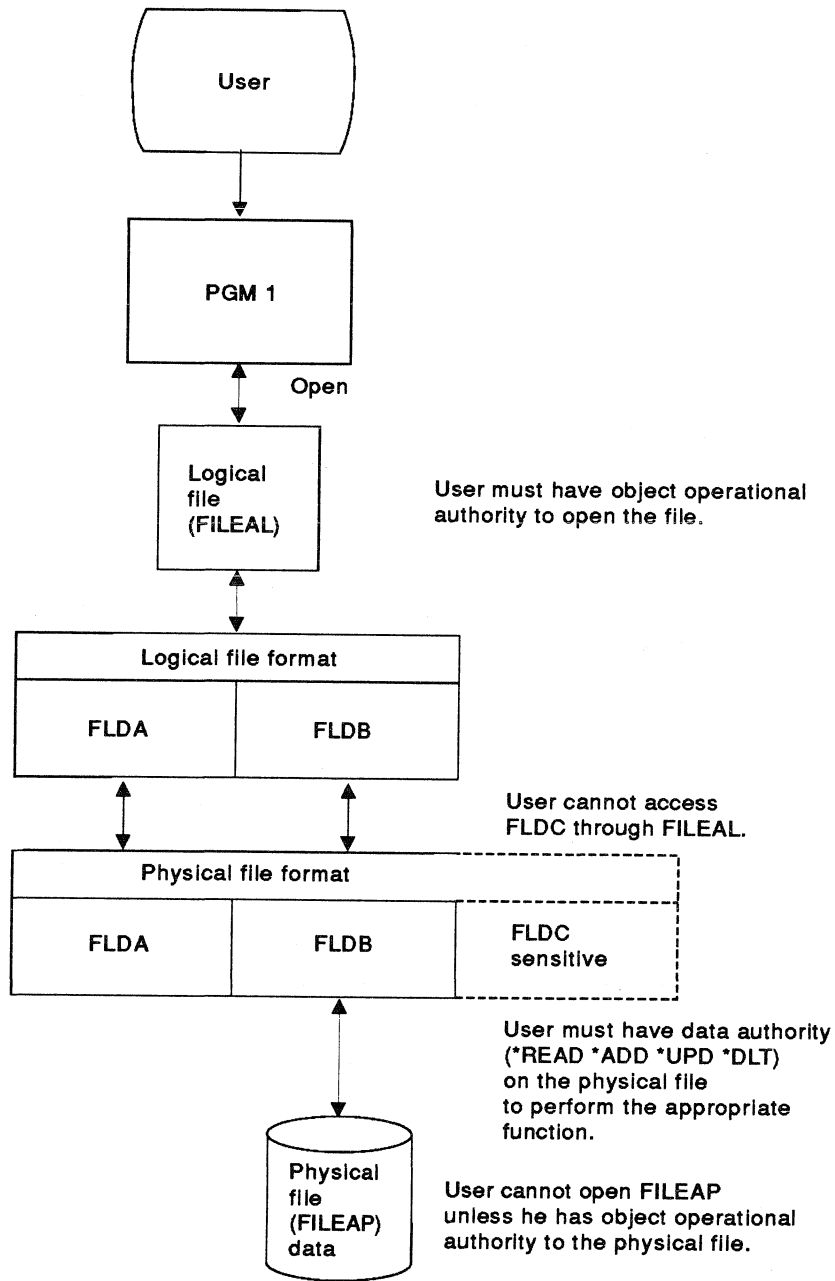 User
PGM 1
Open
Logical
file
(FILEAL)
User must have object operational
authority to open the file.
Logical file format
FLDA
FLDB
User cannot access
FLDC through FILEAL.
Physical file format
FLDA
FLDB
FLDC
sensitive
User must have data authority
(*READ *ADD *UPD *DLT)
on the physical file
to perform the appropriate
function.
Physical
file
(FILEAP)
data
User cannot open FILEAP
unless he has object operational
authority to the physical file.